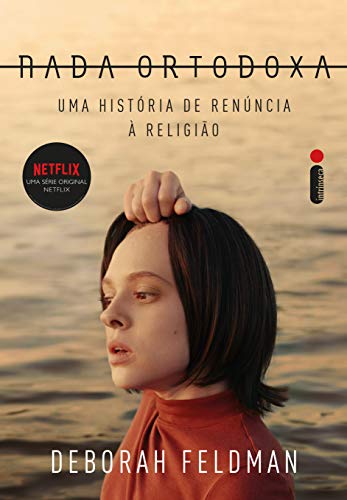 NADA ORTODOXA
UMA HISTÓRIA DE RENÚNCIA
À RELIGIÃO
NETFLIX
UMA SÉRIE ORIGINAL
NETFLIX
intrínseca
DEBORAH FELDMAN